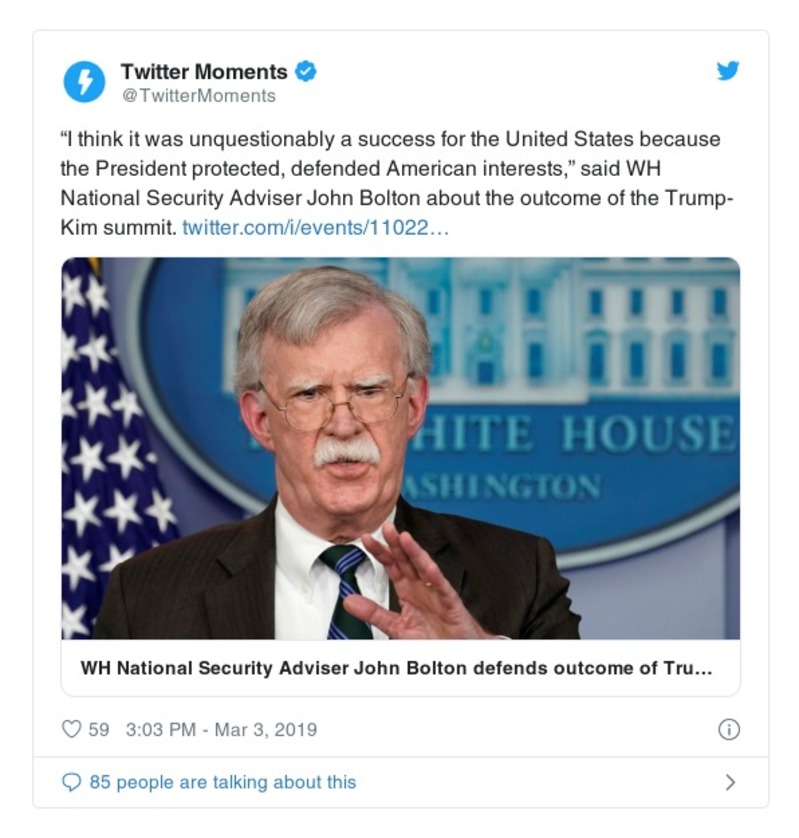 Twitter Moments
@TwitterMoments
“I think it was unquestionably a success for the United States because
the President protected, defended American interests,” said WH
National Security Adviser John Bolton about the outcome of the Trump-
Kim summit. twitter.com/i/events/11022…
HITE HOUSE
ASHINGTON
WH National Security Adviser John Bolton defends outcome of Tru…
59 3:03 PM - Mar 3, 2019
85 people are talking about this